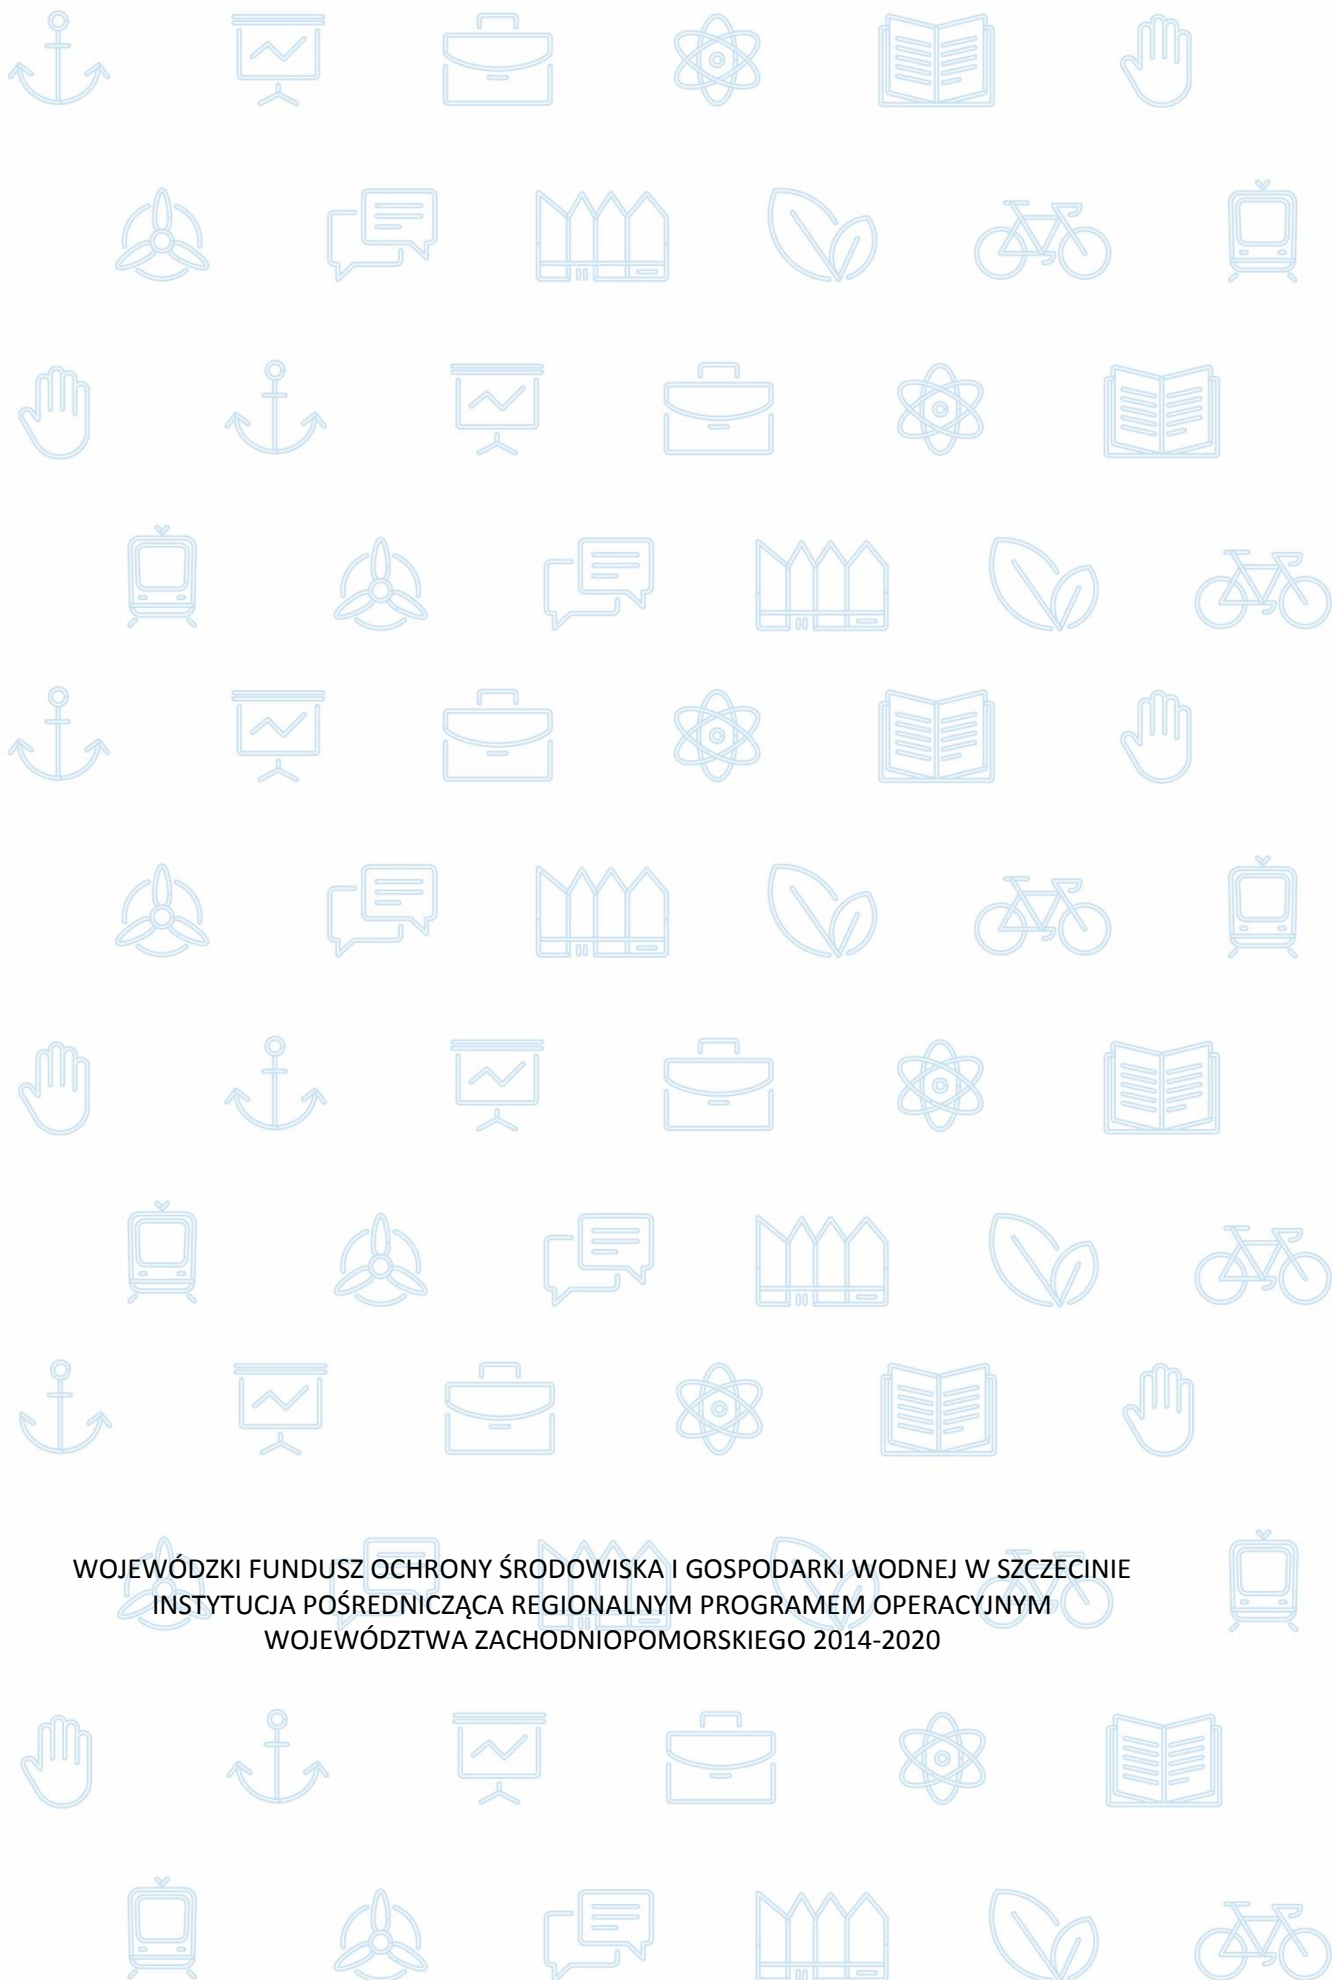 WOJEWÓDZKI FUNDUSZ OCHRONY ŚRODOWISKA I GOSPODARKI WODNEJ W SZCZECINIE
INSTYTUCJA POŚREDNICZĄCA REGIONALNYM PROGRAMEM OPERACYJNYM
WOJEWÓDZTWA ZACHODNIOPOMORSKIEGO 2014-2020